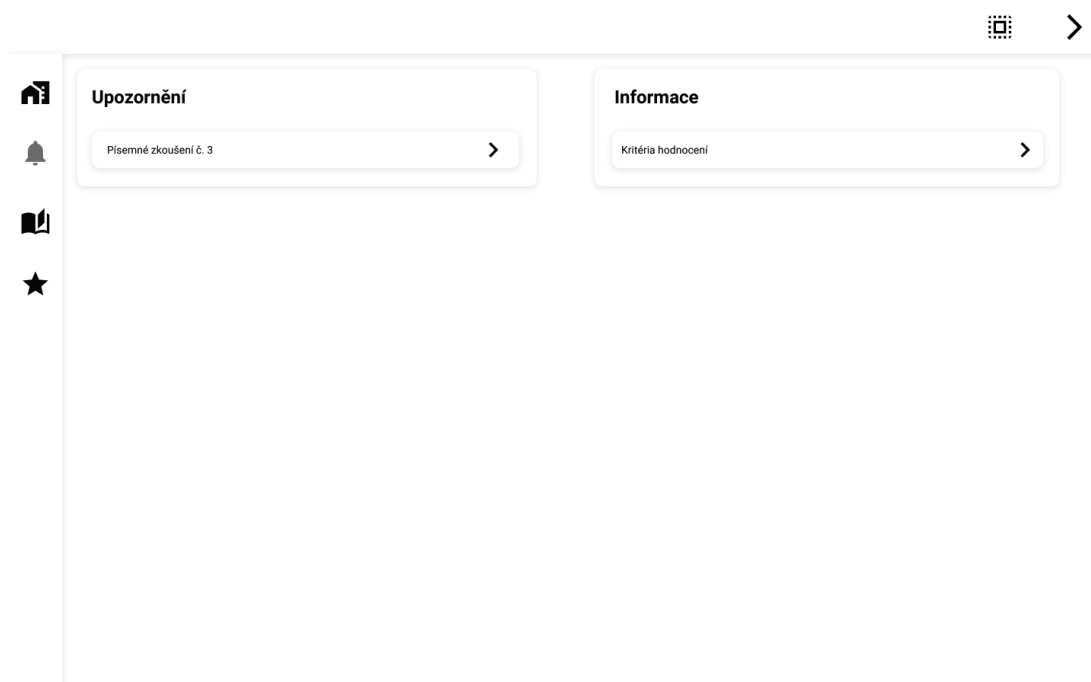 Upozornění
Písemné zkoušení č. 3
Informace
Kritéria hodnocení